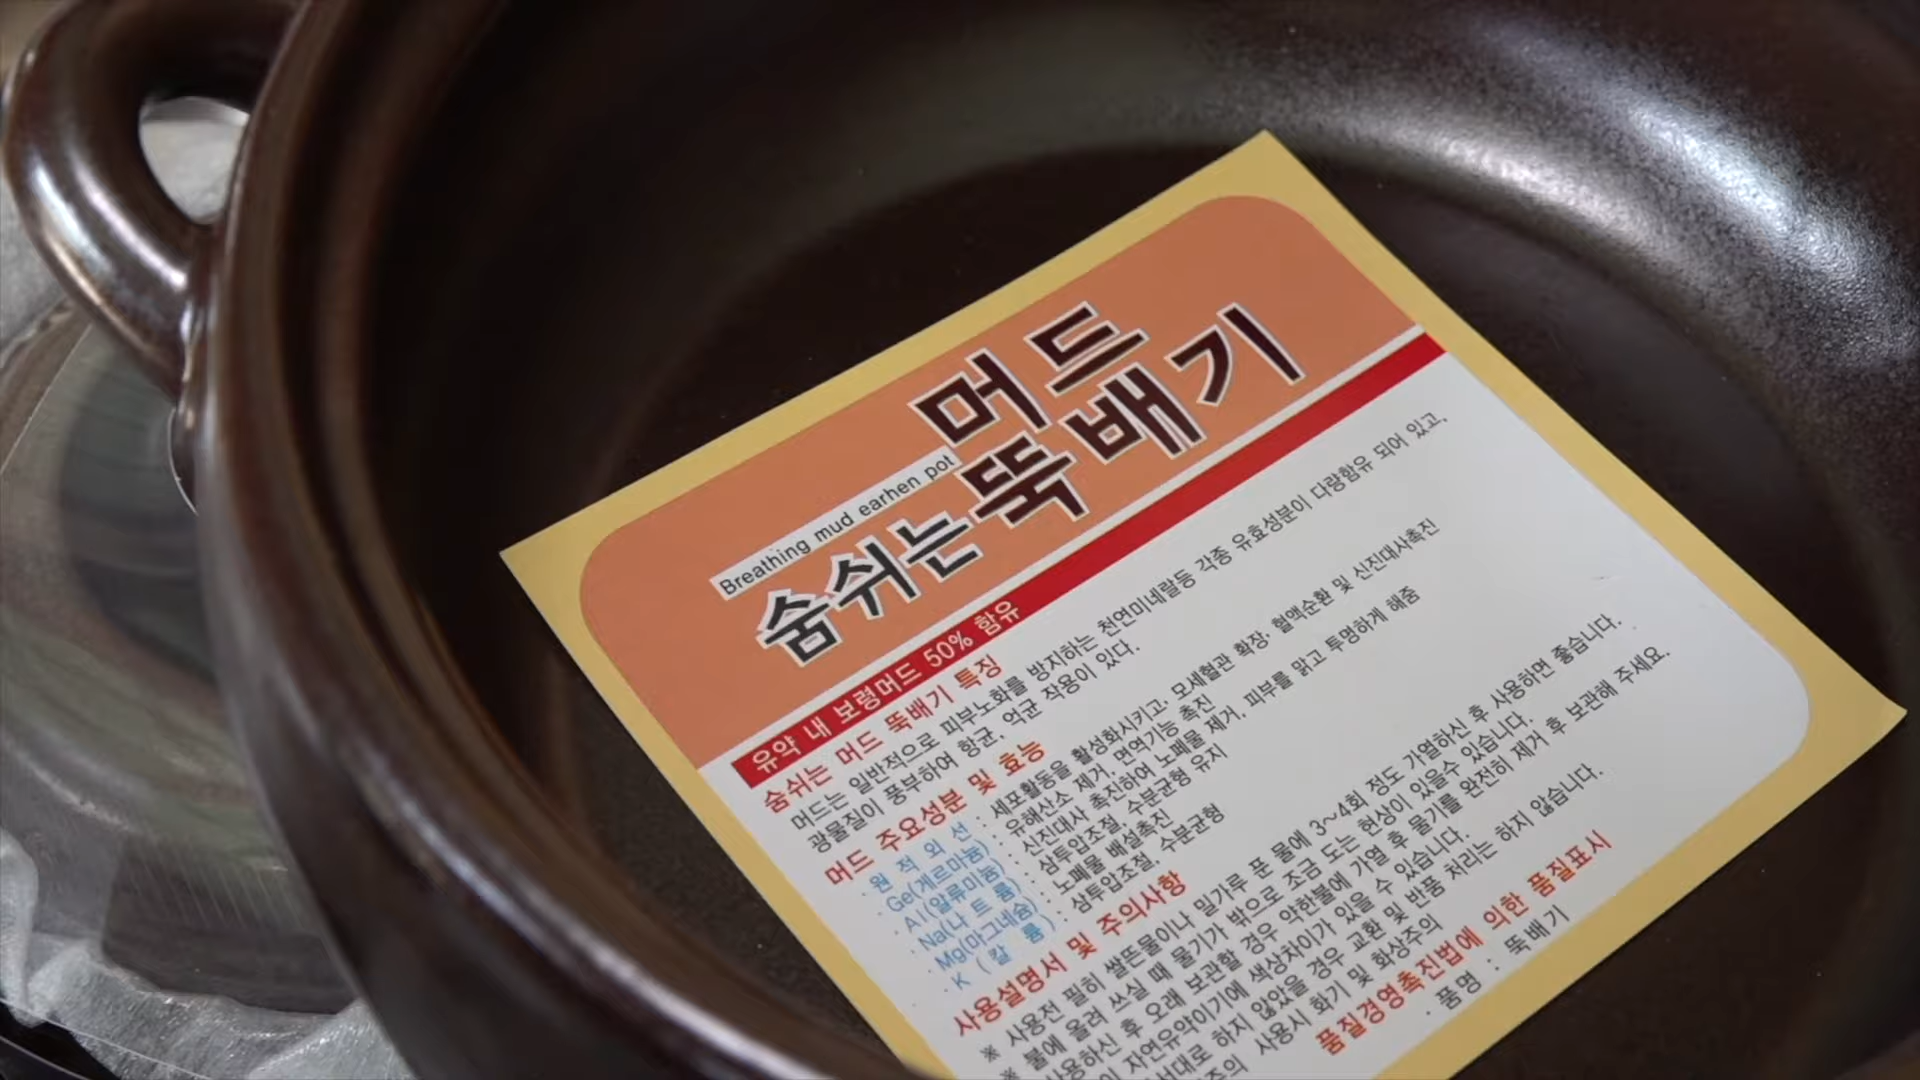 머드
Breathing mud earhen pot
숨쉬는 뚝배기
유약 내 보령머드 50% 함유
숨쉬는 머드 뚝배기 특징
머드는 일반적으로 피부노화를 방지하는 천연미네랄등 각종 유효성분이 다량함유 되어 있고,
광물질이 풍부하여 항균, 억균 작용이 있다.
머드 주요성분 및 효능
· 원 적 외 선 : 세포활동을 활성화시키고, 모세혈관 확장, 혈액순환 및 신진대사촉진
· Ge(게르마늄) : 유해산소 제거, 면역기능 촉진
· Al(알류미늄) : 신진대사 촉진하여 노폐물 제거, 피부를 맑고 투명하게 해줌
· Na(나 트 륨) : 삼투압조절, 수분균형 유지
· Mg(마그네슘) : 노폐물 배설촉진
· K (칼 륨) : 삼투압조절, 수분균형
사용설명서 및 주의사항
※ 사용전 필히 쌀뜬물이나 밀가루 푼 물에 3~4회 정도 가열하신 후 사용하면 좋습니다.
※ 불에 올려 쓰실 때 물기가 밖으로 조금 도는 현상이 있을수 있습니다.
※ 사용하신 후 오래 보관할 경우 약한불에 가열 후 물기를 완전히 제거 후 보관해 주세요.
자연유약이기에 색상차이가 있을 수 있습니다.
하지 않았을 경우 교환 및 반품 처리는 하지 않습니다.
사용시 화기 및 화상주의
품질경영촉진법에 의한 품질표시
· 품명 : 뚝배기